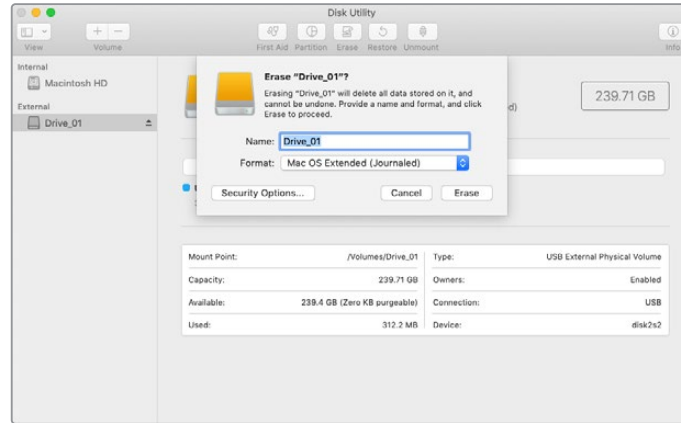 Disk Utility
View
Volume
First Aid Partition Erase Restore Unmount
Info
Internal
Macintosh HD
External
Drive_01
Erase “Drive_01”?
Erasing “Drive_01” will delete all data stored on it, and
cannot be undone. Provide a name and format, and click
Erase to proceed.
Name: Drive_01
Format: Mac OS Extended (Journaled)
Security Options... Cancel Erase
239.71 GB
Mount Point: /Volumes/Drive_01
Type: USB External Physical Volume
Capacity: 239.71 GB
Owners: Enabled
Available: 239.4 GB (Zero KB purgeable)
Connection: USB
Used: 312.2 MB
Device: disk2s2